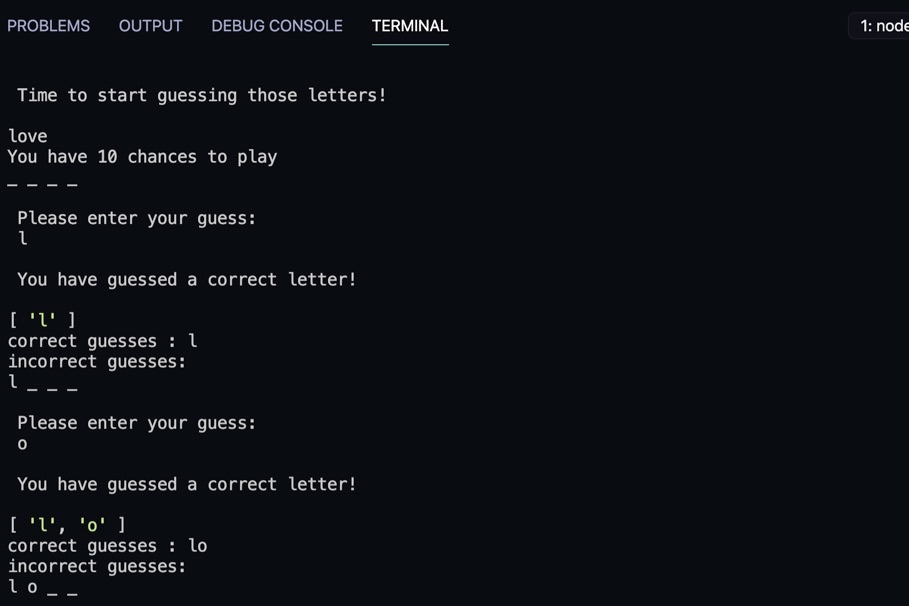 PROBLEMS OUTPUT DEBUG CONSOLE TERMINAL 1: node
Time to start guessing those letters!
love
You have 10 chances to play
_ _ _ _
Please enter your guess:
l
You have guessed a correct letter!
[ 'l' ]
correct guesses : l
incorrect guesses:
l _ _ _
Please enter your guess:
o
You have guessed a correct letter!
[ 'l', 'o' ]
correct guesses : lo
incorrect guesses:
l o _ _